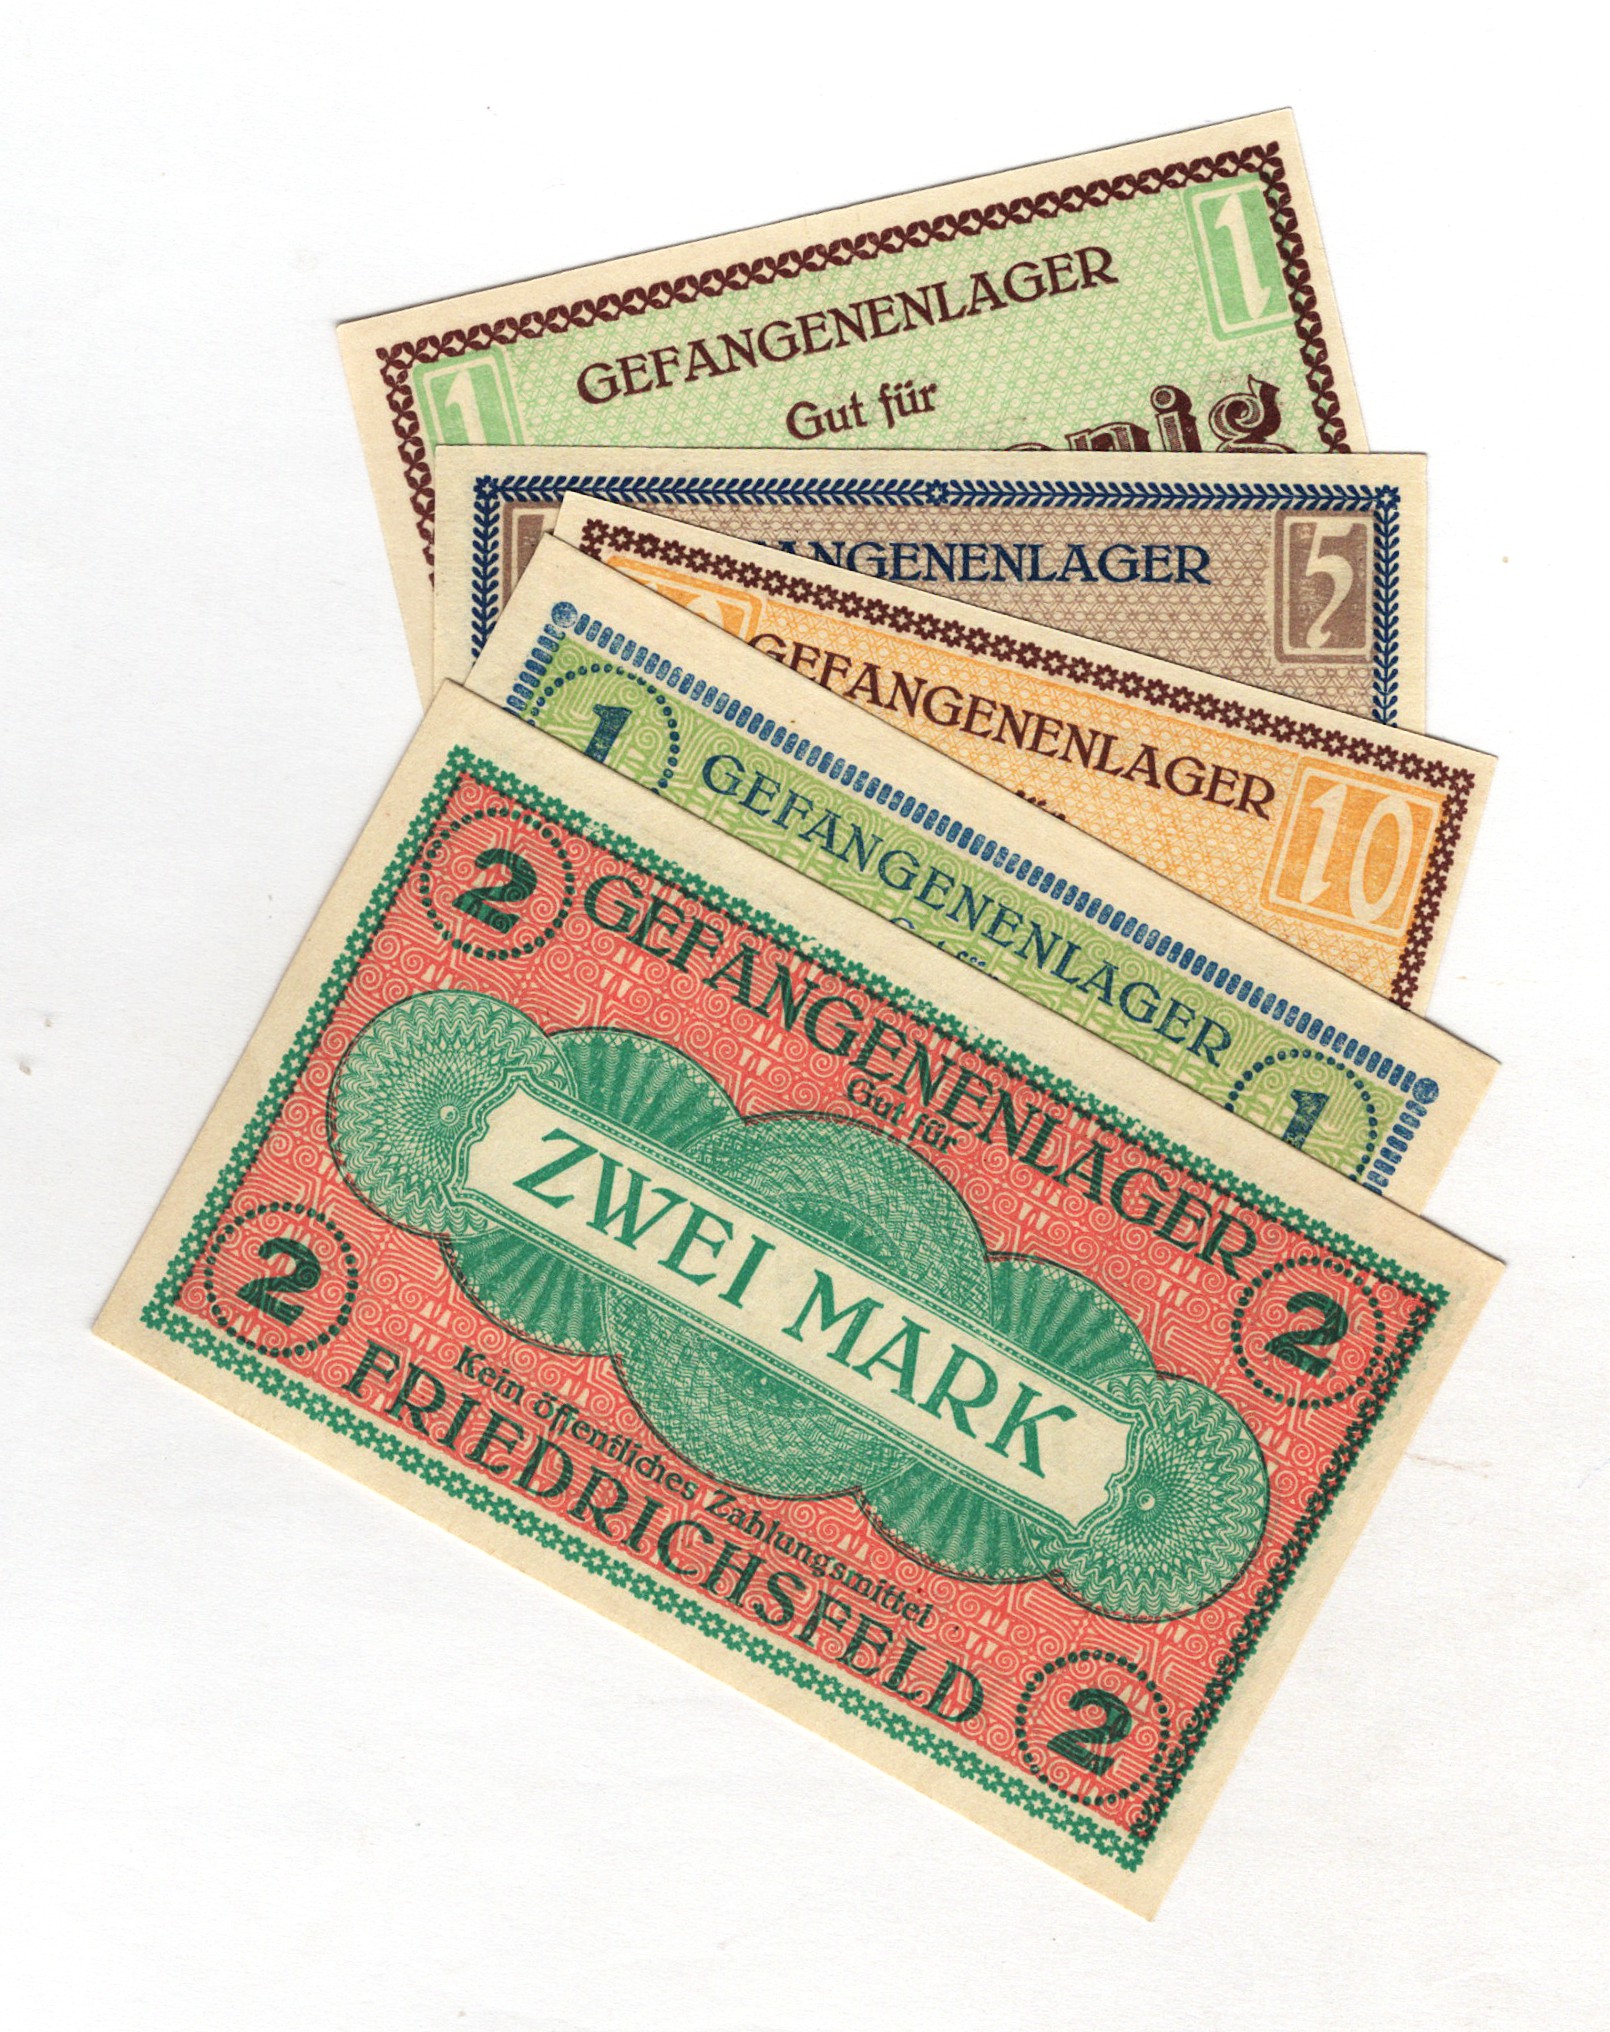 1
1
GEFANGENENLAGER
Gut für
GEFANGENENLAGER
5
GEFANGENENLAGER
10
1
GEFANGENENLAGER
1
2
GEFANGENENLAGER
2
Gut für
ZWEI MARK
Kein öffentliches Zahlungsmittel
2
FRIEDRICHSFELD
2